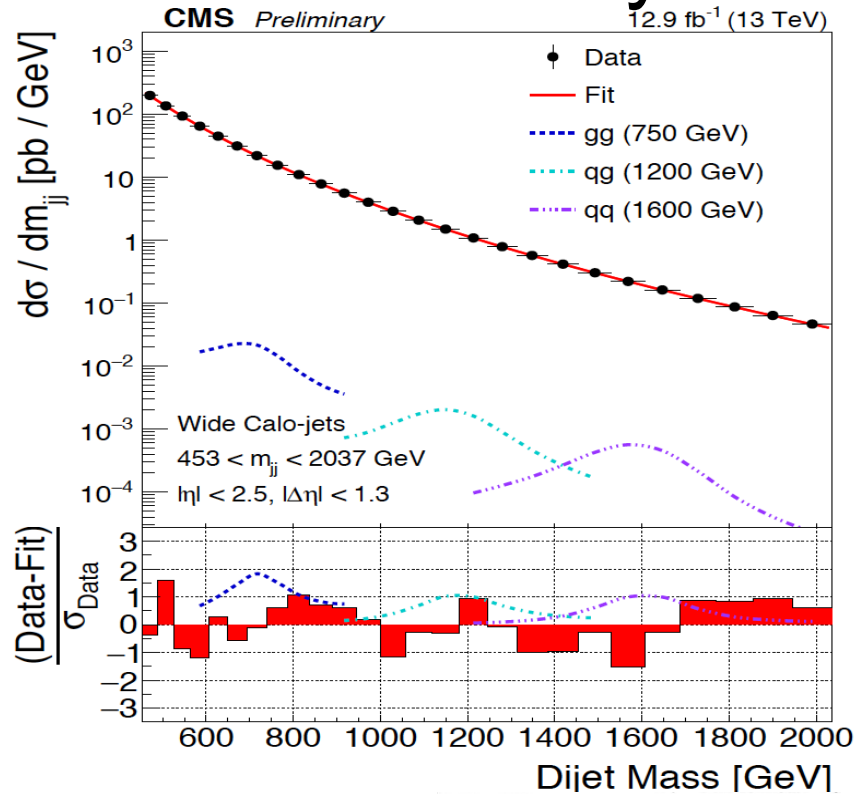 CMS Preliminary 12.9 fb⁻¹ (13 TeV)
dσ / dm_jj [pb / GeV]
10³
10²
10
1
10⁻¹
10⁻²
10⁻³
10⁻⁴
Data
Fit
gg (750 GeV)
qg (1200 GeV)
qq (1600 GeV)
Wide Calo-jets
453 < m_jj < 2037 GeV
|η| < 2.5, |Δη| < 1.3
(Data-Fit)
σ_Data
3
2
1
0
−1
−2
−3
600 800 1000 1200 1400 1600 1800 2000
Dijet Mass [GeV]